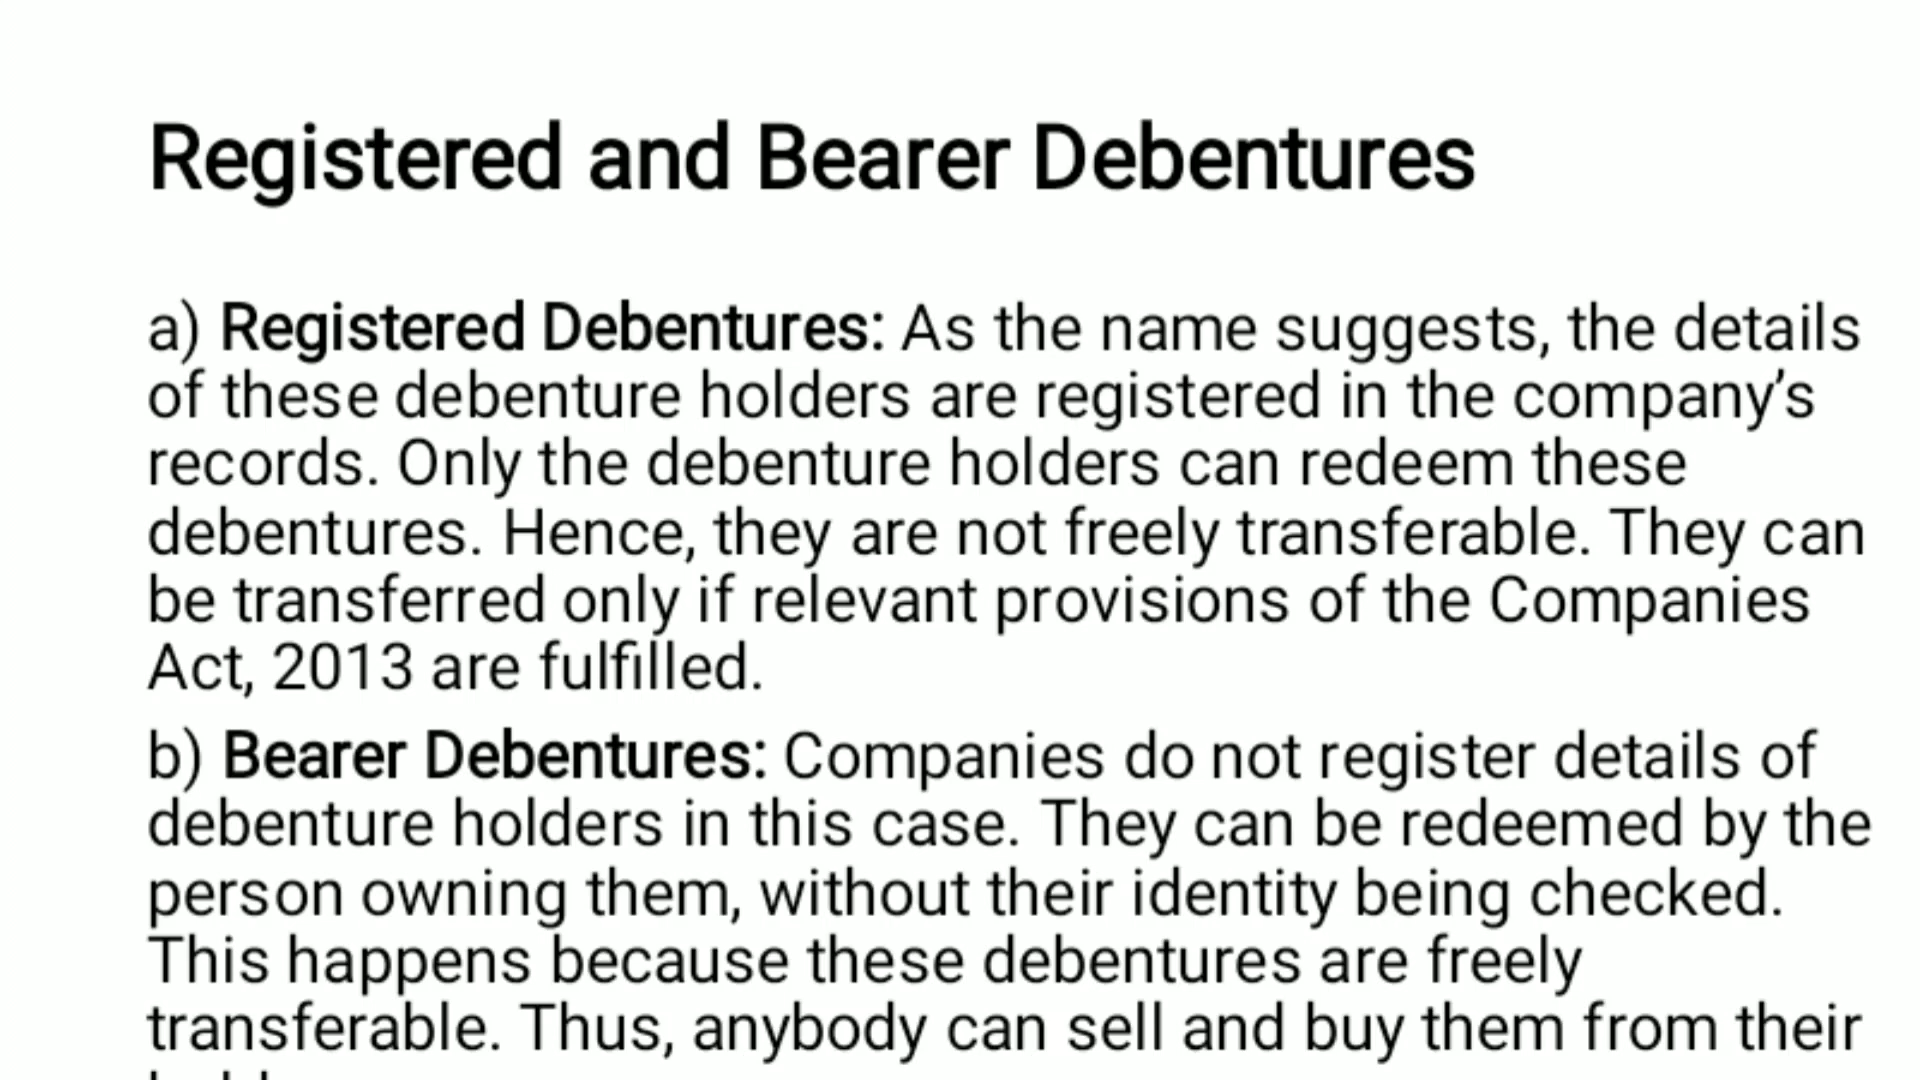 Registered and Bearer Debentures
a) Registered Debentures: As the name suggests, the details
of these debenture holders are registered in the company’s
records. Only the debenture holders can redeem these
debentures. Hence, they are not freely transferable. They can
be transferred only if relevant provisions of the Companies
Act, 2013 are fulfilled.
b) Bearer Debentures: Companies do not register details of
debenture holders in this case. They can be redeemed by the
person owning them, without their identity being checked.
This happens because these debentures are freely
transferable. Thus, anybody can sell and buy them from their